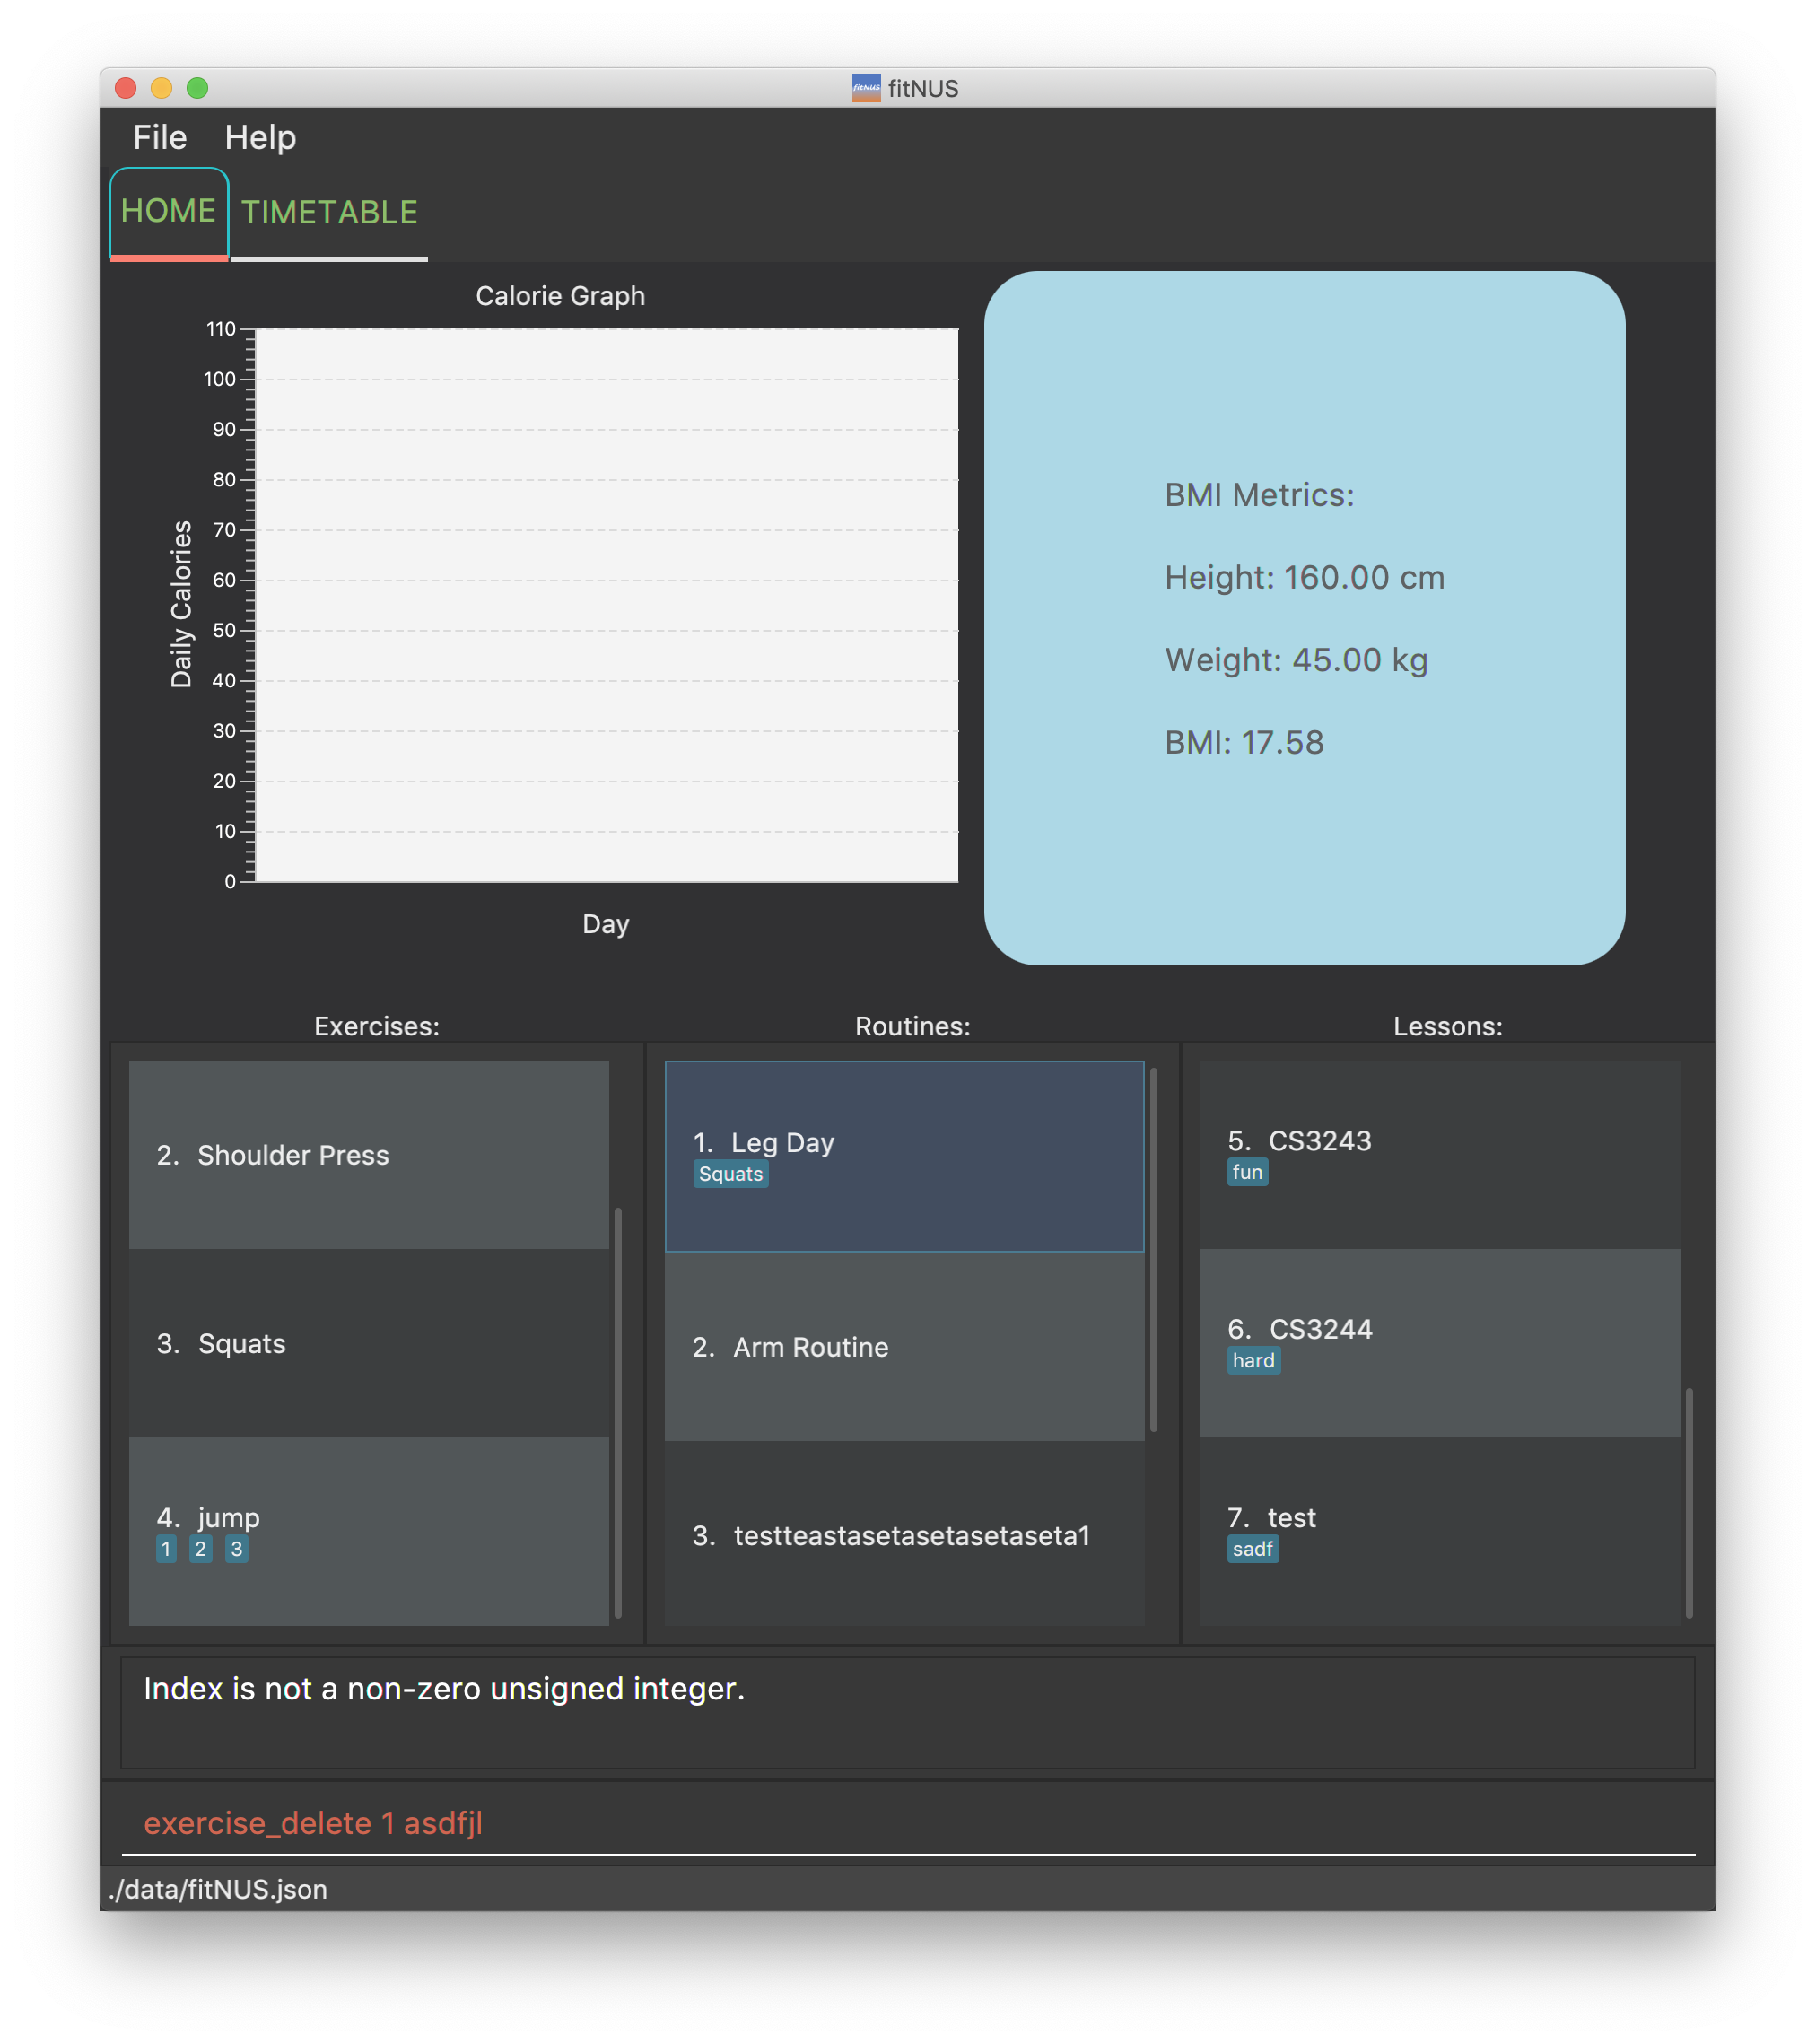 fitNUS fitNUS
File Help
HOME TIMETABLE
Calorie Graph
110
100
90
80
70
60
50
40
30
20
10
0
Daily Calories
Day
BMI Metrics:
Height: 160.00 cm
Weight: 45.00 kg
BMI: 17.58
Exercises:
2. Shoulder Press
3. Squats
4. jump
1 2 3
Routines:
1. Leg Day
Squats
2. Arm Routine
3. testteastasetasetasetaseta1
Lessons:
5. CS3243
fun
6. CS3244
hard
7. test
sadf
Index is not a non-zero unsigned integer.
exercise_delete 1 asdfjl
./data/fitNUS.json